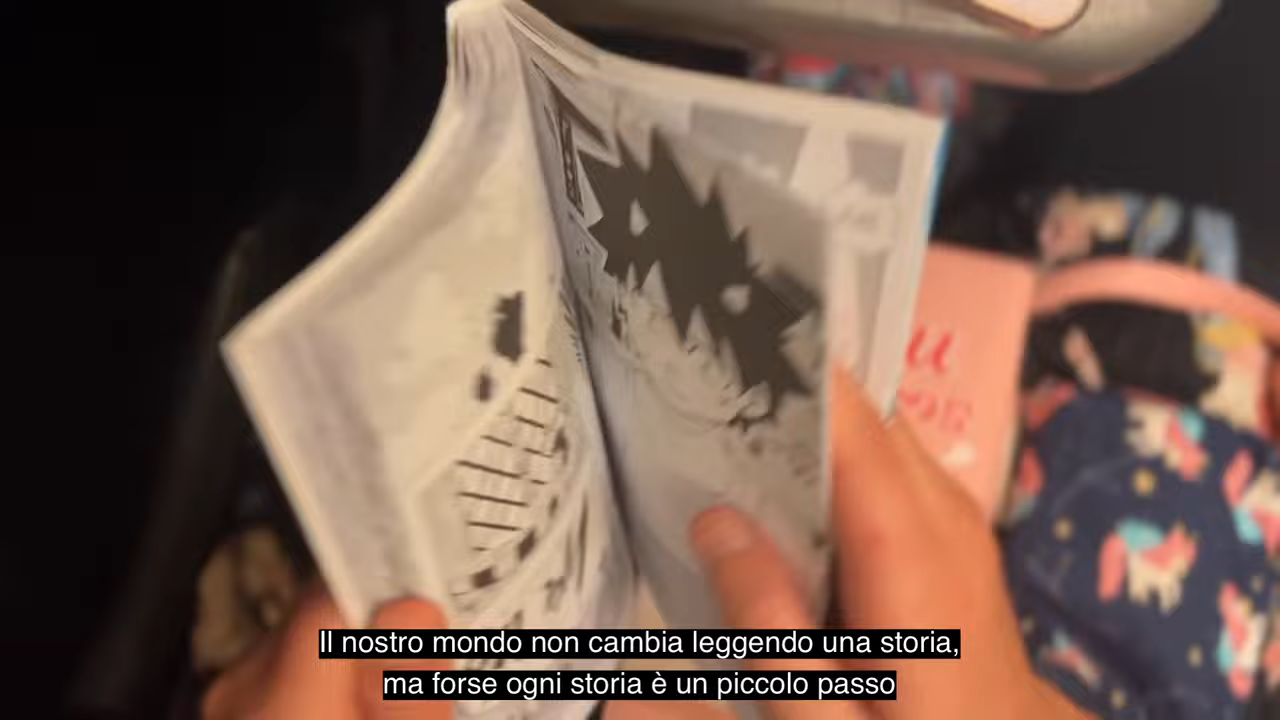 Il nostro mondo non cambia leggendo una storia,
ma forse ogni storia è un piccolo passo